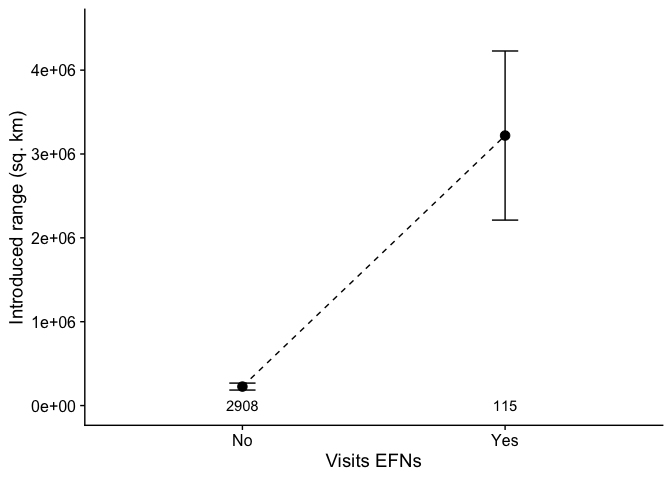 4e+06
3e+06
2e+06
1e+06
0e+00
Introduced range (sq. km)
2908
115
No
Yes
Visits EFNs